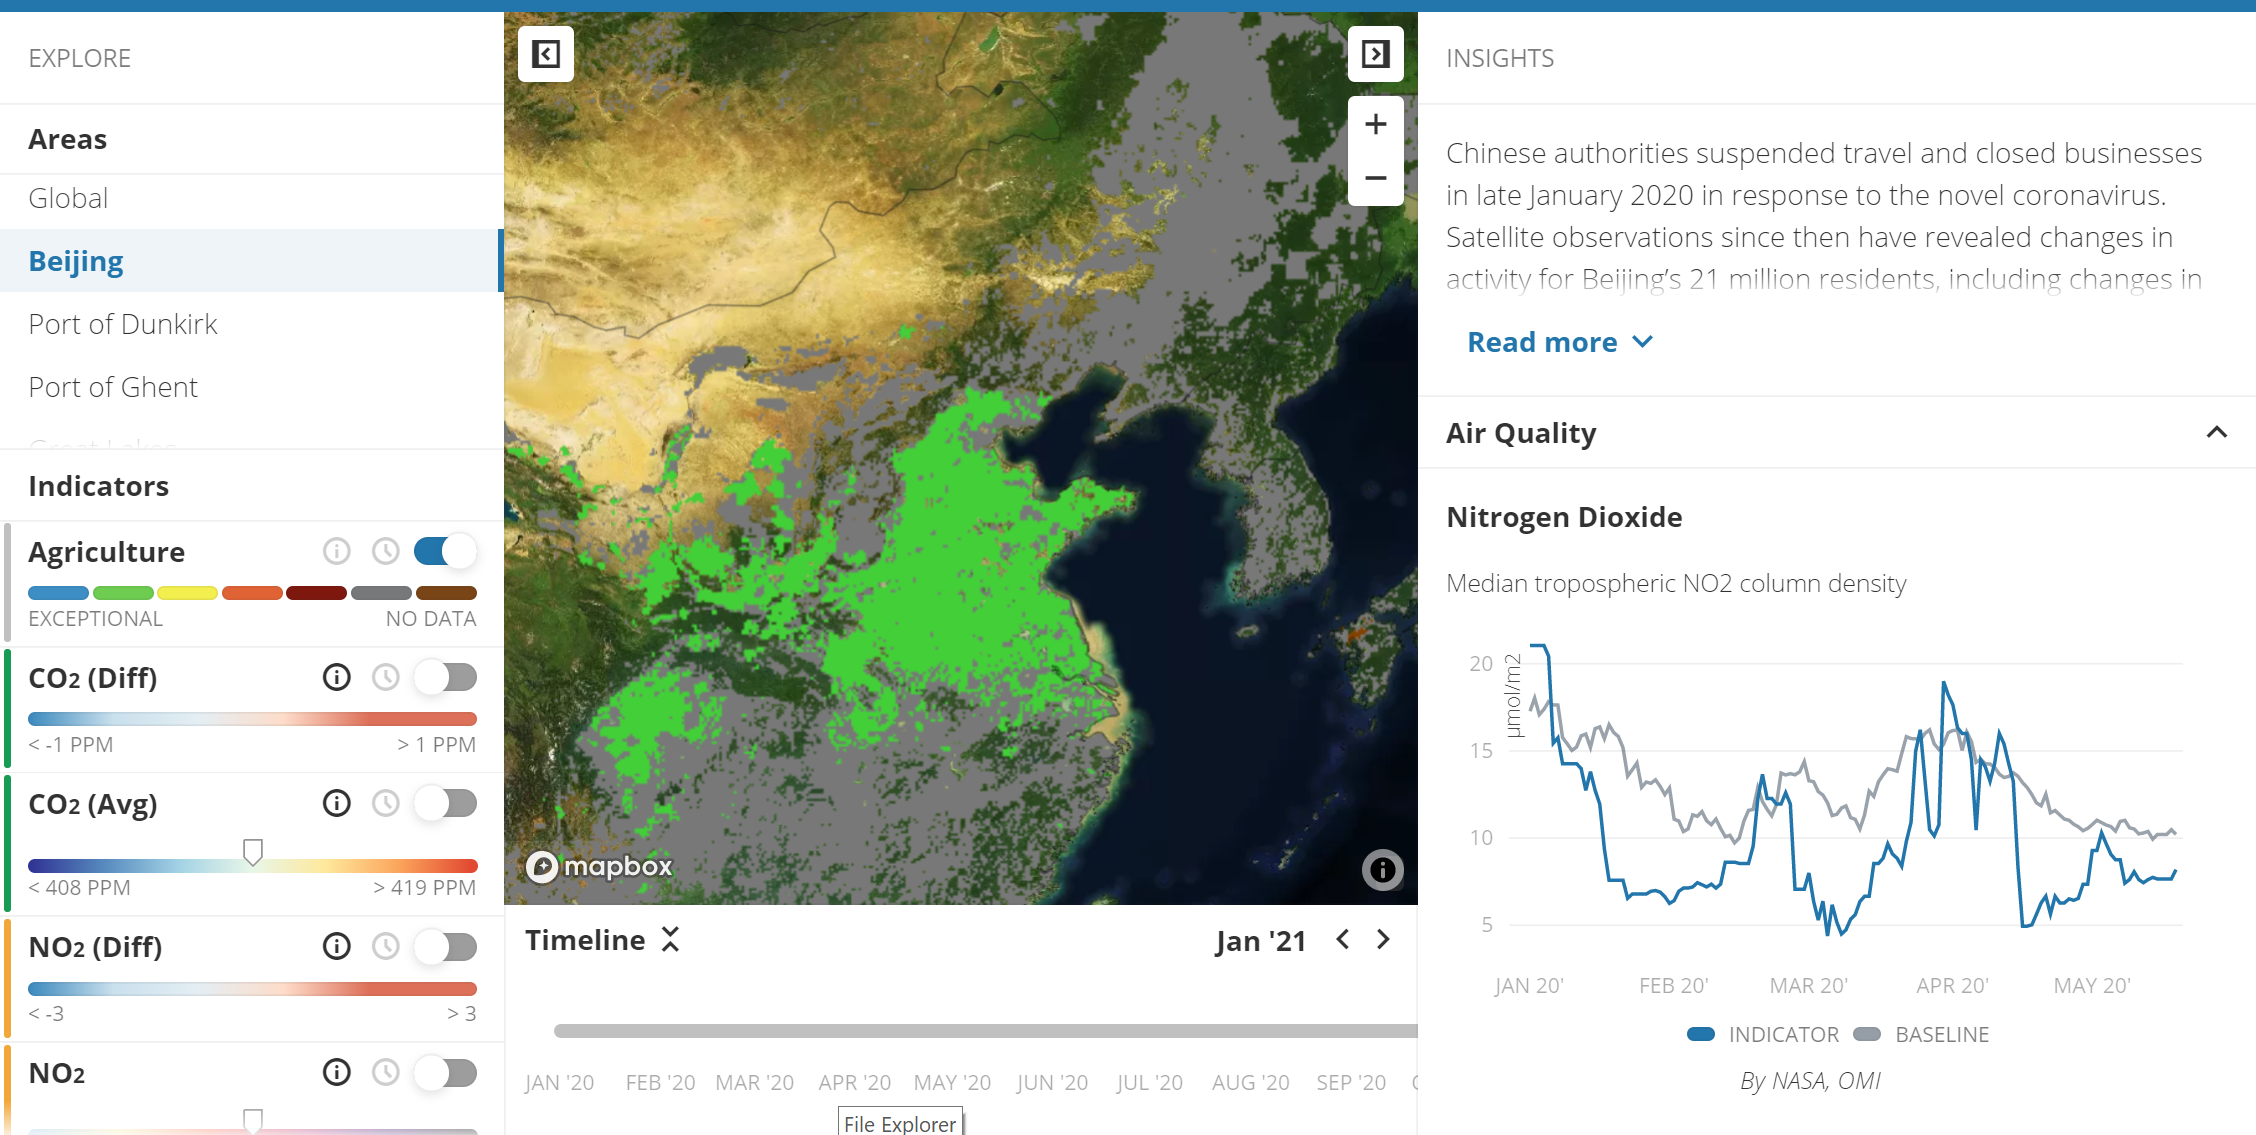 EXPLORE
Areas
Global
Beijing
Port of Dunkirk
Port of Ghent
Great Lakes
Indicators
Agriculture
EXCEPTIONAL NO DATA
CO2 (Diff)
< -1 PPM > 1 PPM
CO2 (Avg)
< 408 PPM > 419 PPM
NO2 (Diff)
< -3 > 3
NO2
mapbox
Timeline Jan '21
JAN '20 FEB '20 MAR '20 APR '20 MAY '20 JUN '20 JUL '20 AUG '20 SEP '20
File Explorer
INSIGHTS
Chinese authorities suspended travel and closed businesses
in late January 2020 in response to the novel coronavirus.
Satellite observations since then have revealed changes in
activity for Beijing’s 21 million residents, including changes in
Read more
Air Quality
Nitrogen Dioxide
Median tropospheric NO2 column density
µmol/m2
20
15
10
5
JAN 20' FEB 20' MAR 20' APR 20' MAY 20'
INDICATOR BASELINE
By NASA, OMI